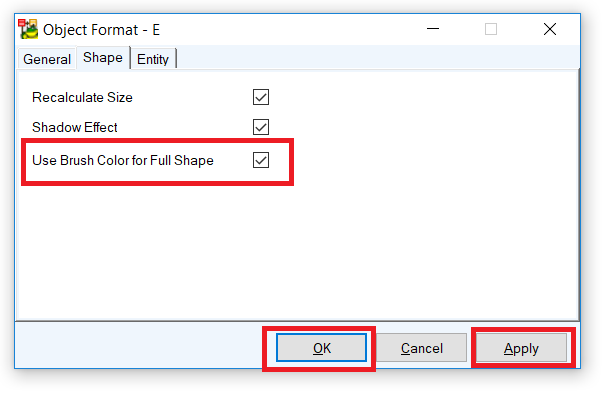 Object Format - E
General Shape Entity
Recalculate Size
Shadow Effect
Use Brush Color for Full Shape
OK Cancel Apply